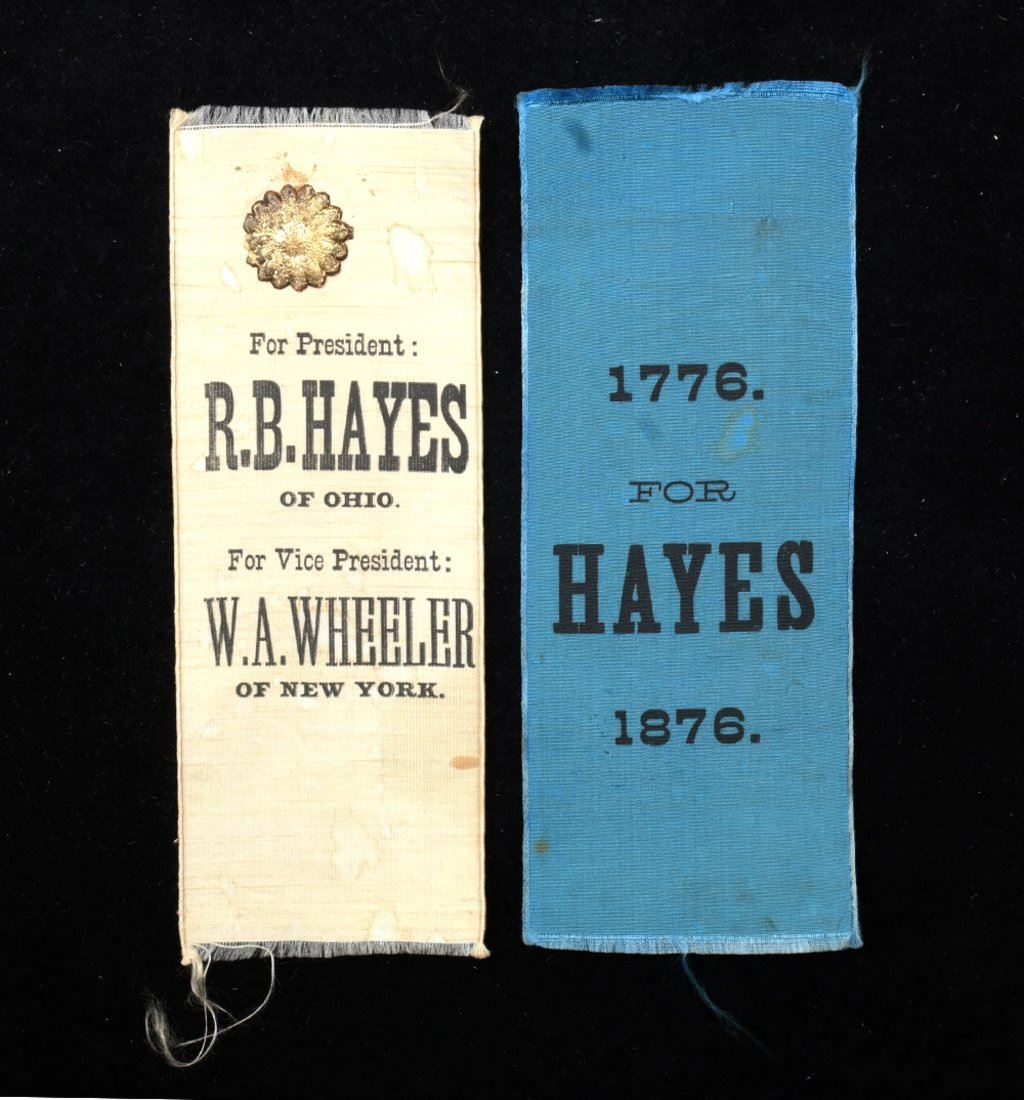 For President:
R.B.HAYES
OF OHIO.
For Vice President:
W.A.WHEELER
OF NEW YORK.
1776.
FOR
HAYES
1876.